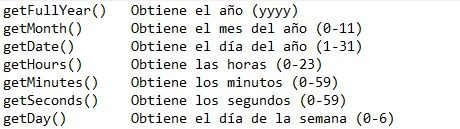 getFullYear()   Obtiene el año (yyyy)
getMonth()      Obtiene el mes del año (0-11)
getDate()       Obtiene el día del año (1-31)
getHours()      Obtiene las horas (0-23)
getMinutes()    Obtiene los minutos (0-59)
getSeconds()    Obtiene los segundos (0-59)
getDay()        Obtiene el día de la semana (0-6)